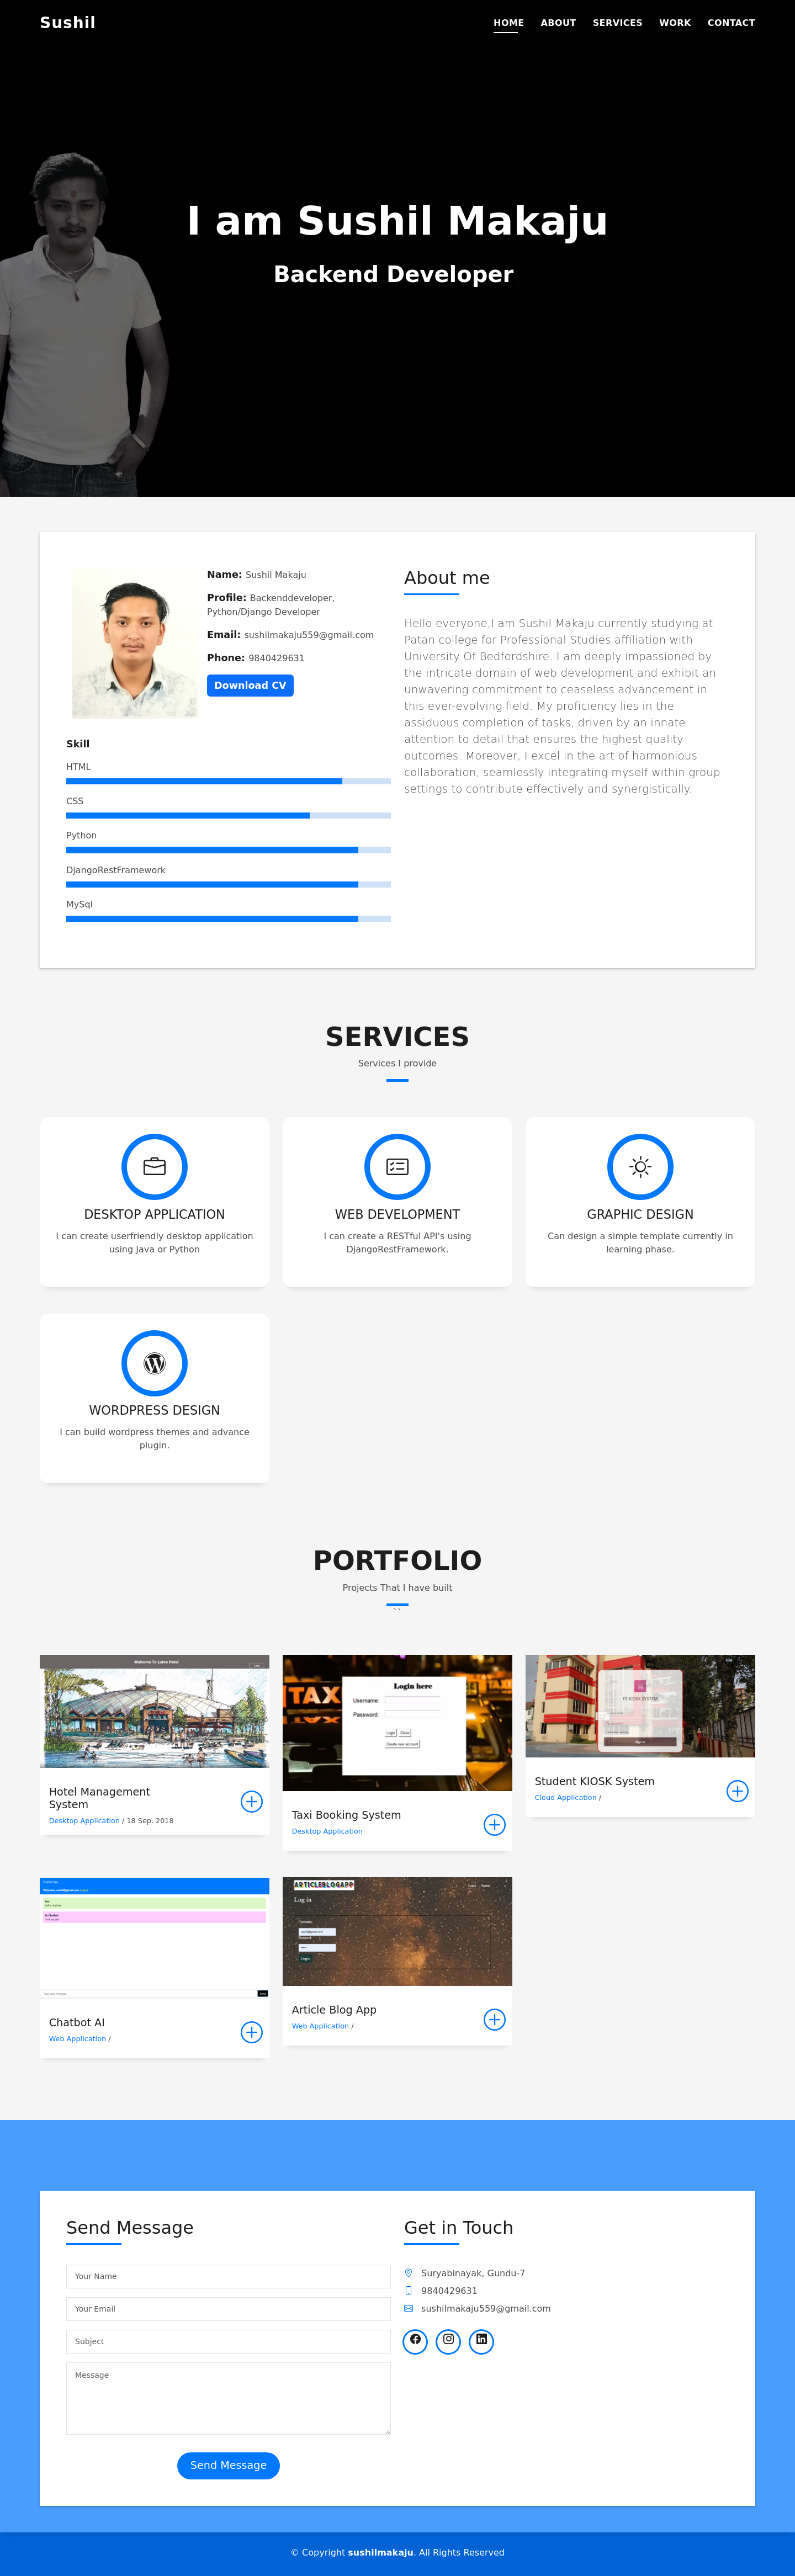 Sushil
HOME ABOUT SERVICES WORK CONTACT
I am Sushil Makaju
Backend Developer
Name: Sushil Makaju
Profile: Backenddeveloper,
Python/Django Developer
Email: sushilmakaju559@gmail.com
Phone: 9840429631
Download CV
Skill
HTML
CSS
Python
DjangoRestFramework
MySql
About me
Hello everyone,I am Sushil Makaju currently studying at
Patan college for Professional Studies affiliation with
University Of Bedfordshire. I am deeply impassioned by
the intricate domain of web development and exhibit an
unwavering commitment to ceaseless advancement in
this ever-evolving field. My proficiency lies in the
assiduous completion of tasks, driven by an innate
attention to detail that ensures the highest quality
outcomes. Moreover, I excel in the art of harmonious
collaboration, seamlessly integrating myself within group
settings to contribute effectively and synergistically.
SERVICES
Services I provide
DESKTOP APPLICATION
I can create userfriendly desktop application
using Java or Python
WEB DEVELOPMENT
I can create a RESTful API's using
DjangoRestFramework.
GRAPHIC DESIGN
Can design a simple template currently in
learning phase.
WORDPRESS DESIGN
I can build wordpress themes and advance
plugin.
PORTFOLIO
Projects That I have built
``
Welcome To Luton Hotel
Hotel Management
System
Desktop Application / 18 Sep. 2018
TAXI
Login here
Username:
Password:
Login Close
Create new account
Taxi Booking System
Desktop Application
KIOSK SYSTEM
Student KIOSK System
Cloud Application /
Chatbot AI
Web Application /
ARTICLEBLOGAPP
Log in
Login
Article Blog App
Web Application /
Send Message
Your Name
Your Email
Subject
Message
Send Message
Get in Touch
Suryabinayak, Gundu-7
9840429631
sushilmakaju559@gmail.com
© Copyright sushilmakaju. All Rights Reserved